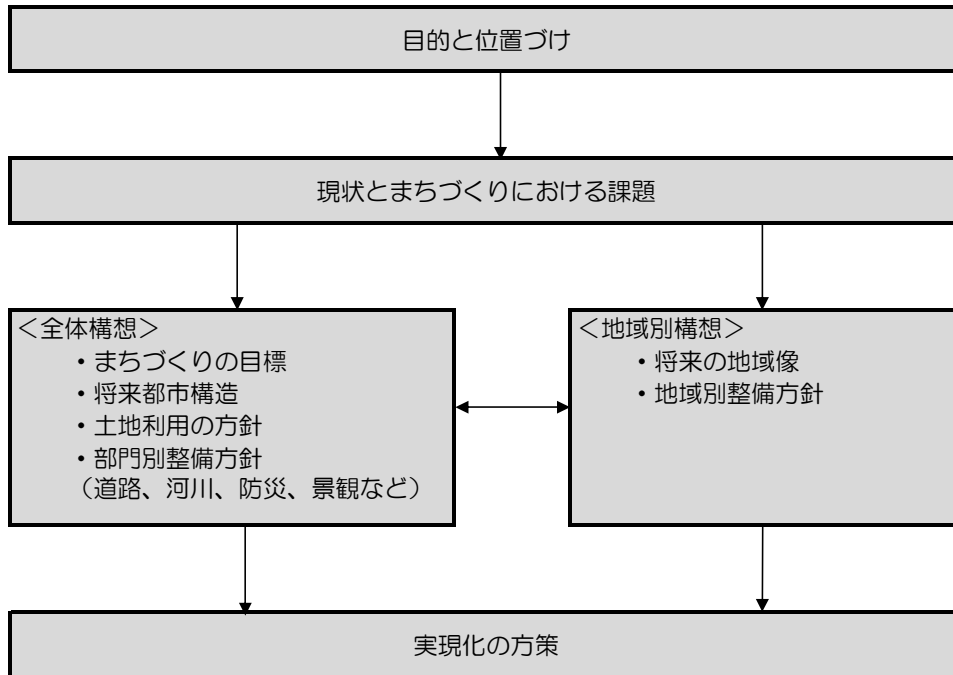 目的と位置づけ
現状とまちづくりにおける課題
＜全体構想＞
・まちづくりの目標
・将来都市構造
・土地利用の方針
・部門別整備方針
（道路、河川、防災、景観など）
＜地域別構想＞
・将来の地域像
・地域別整備方針
実現化の方策